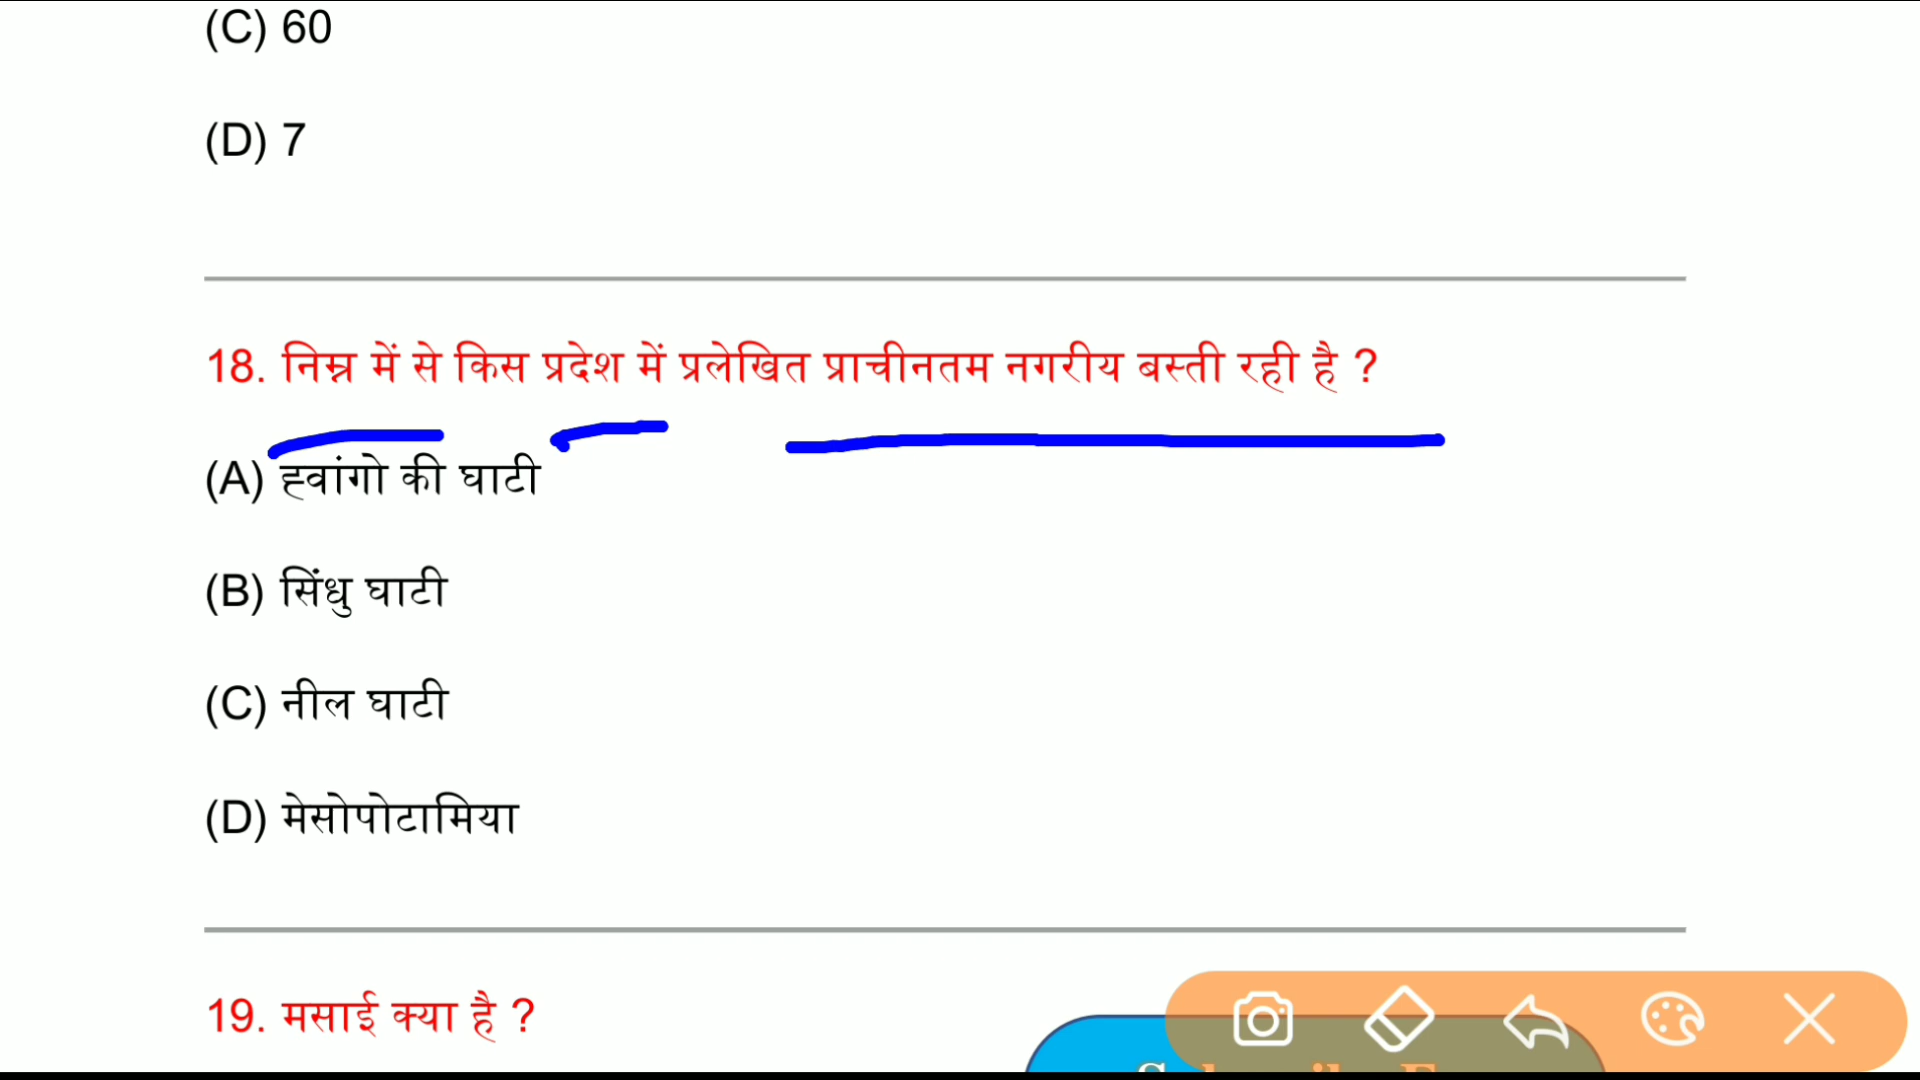 (C) 60
(D) 7
18. निम्न में से किस प्रदेश में प्रलेखित प्राचीनतम नगरीय बस्ती रही है ?
(A) ह्वांगो की घाटी
(B) सिंधु घाटी
(C) नील घाटी
(D) मेसोपोटामिया
19. मसाई क्या है ?